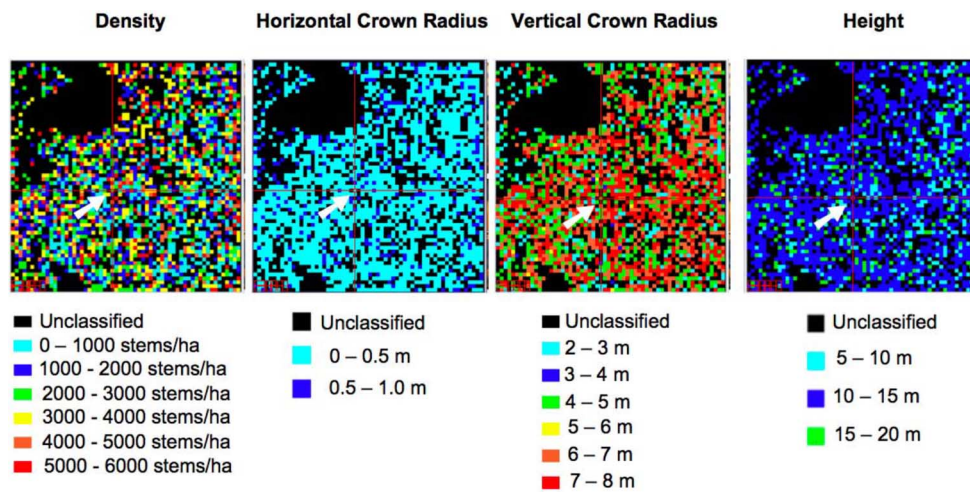 Density
Horizontal Crown Radius
Vertical Crown Radius
Height
Unclassified
0 – 1000 stems/ha
1000 - 2000 stems/ha
2000 - 3000 stems/ha
3000 - 4000 stems/ha
4000 - 5000 stems/ha
5000 - 6000 stems/ha
Unclassified
0 – 0.5 m
0.5 – 1.0 m
Unclassified
2 – 3 m
3 – 4 m
4 – 5 m
5 – 6 m
6 – 7 m
7 – 8 m
Unclassified
5 – 10 m
10 – 15 m
15 – 20 m